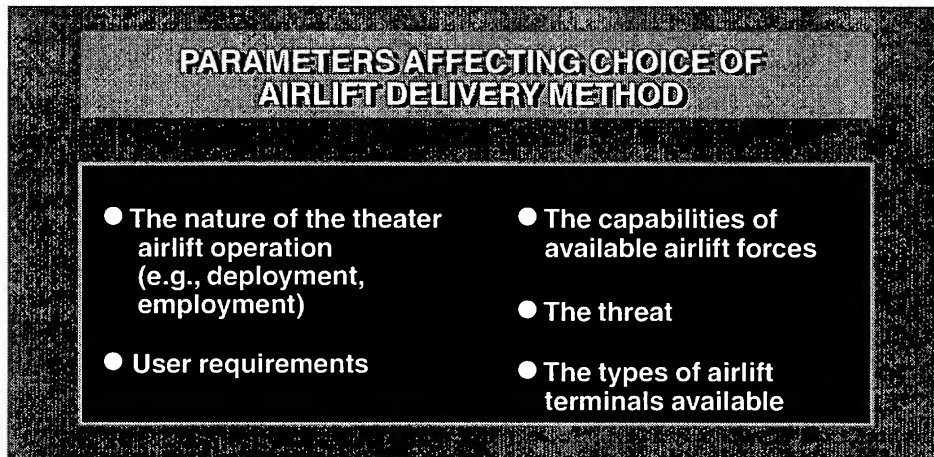 PARAMETERS AFFECTING CHOICE OF
AIRLIFT DELIVERY METHOD
● The nature of the theater
airlift operation
(e.g., deployment,
employment)
● User requirements
● The capabilities of
available airlift forces
● The threat
● The types of airlift
terminals available